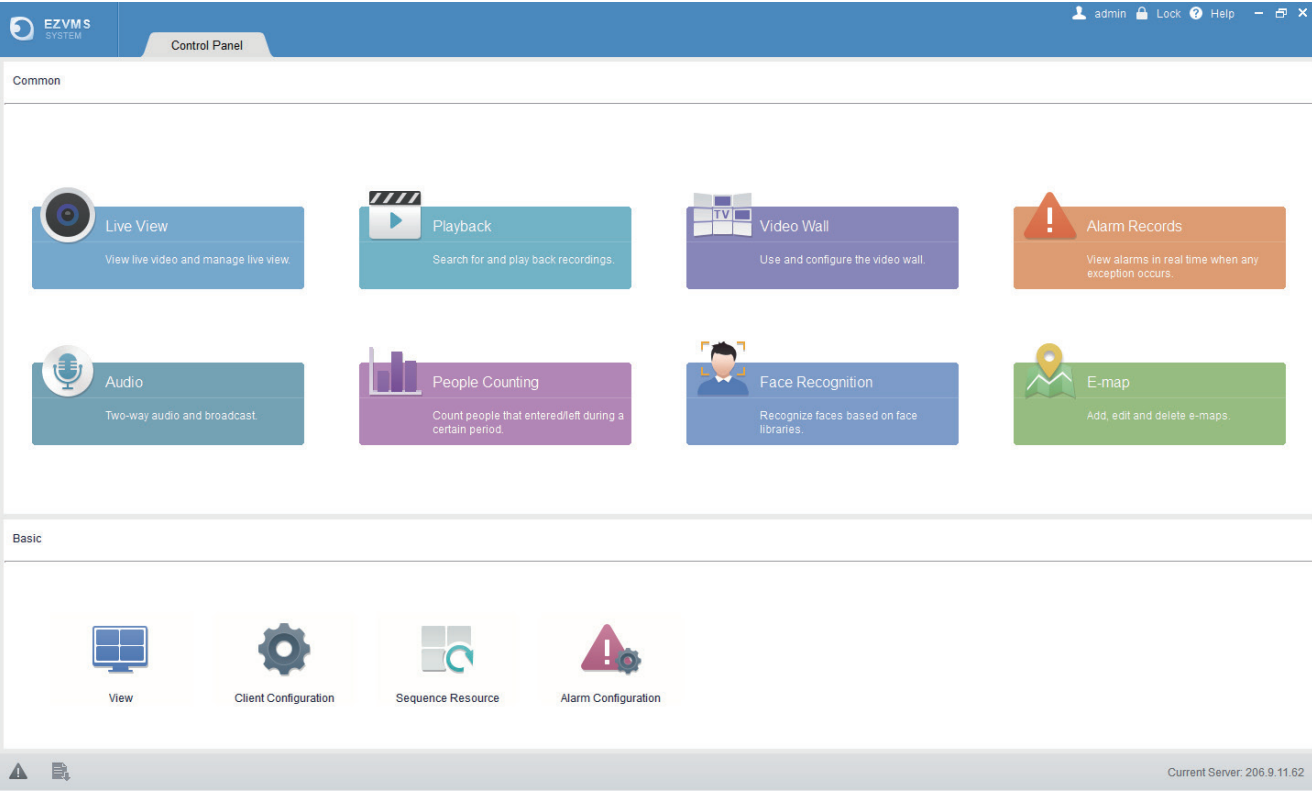 EZVMS
SYSTEM
Control Panel
admin Lock Help
Common
Live View
View live video and manage live view.
Playback
Search for and play back recordings.
TV
Video Wall
Use and configure the video wall.
Alarm Records
View alarms in real time when any
exception occurs.
Audio
Two-way audio and broadcast.
People Counting
Count people that entered/left during a
certain period.
Face Recognition
Recognize faces based on face
libraries.
E-map
Add, edit and delete e-maps.
Basic
View
Client Configuration
Sequence Resource
Alarm Configuration
Current Server: 206.9.11.62